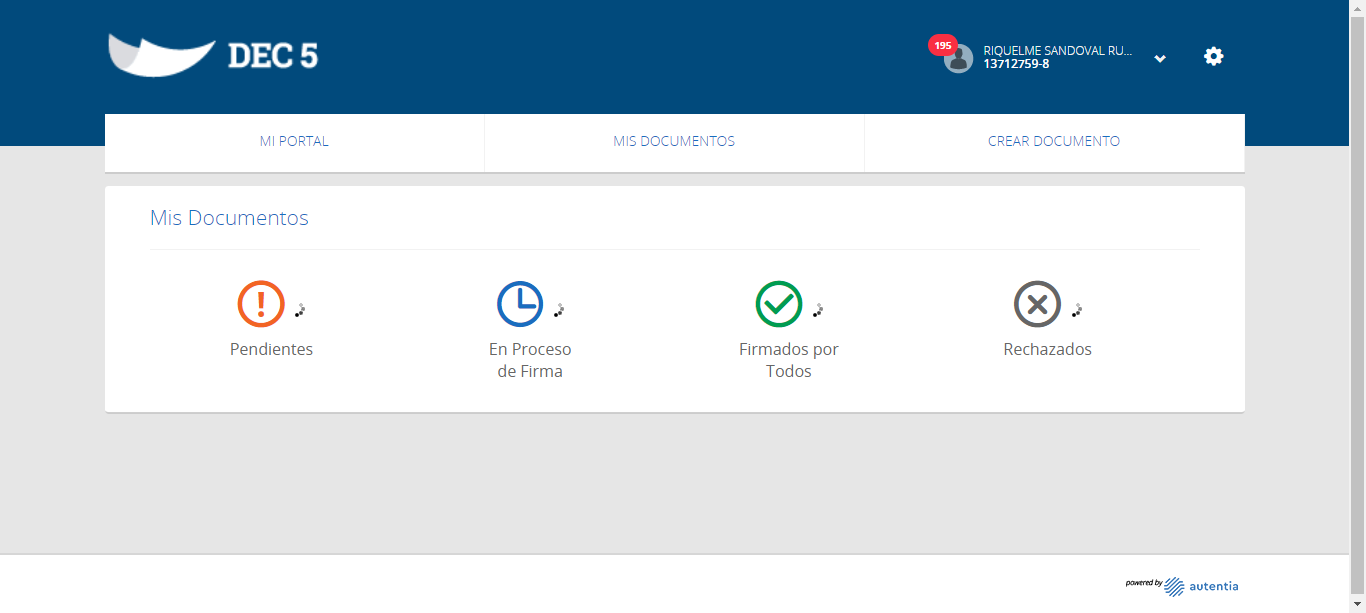 DEC 5
195
RIQUELME SANDOVAL RU...
13712759-8
MI PORTAL
MIS DOCUMENTOS
CREAR DOCUMENTO
Mis Documentos
Pendientes
En Proceso
de Firma
Firmados por
Todos
Rechazados
powered by
autentia